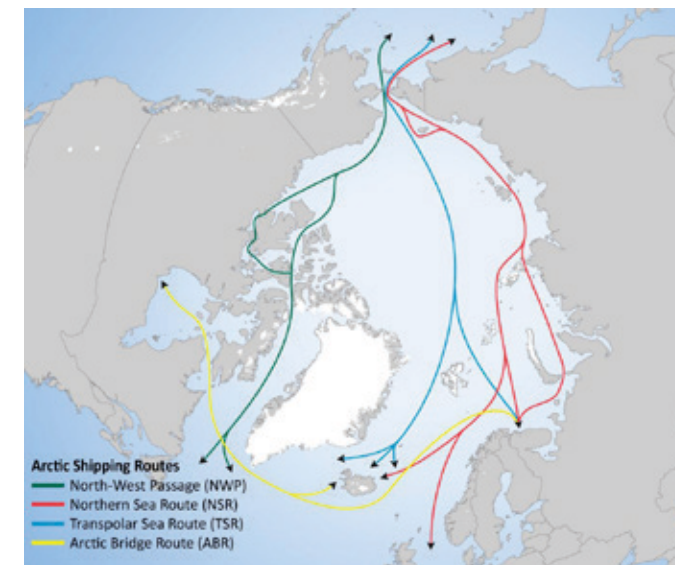 Arctic Shipping Routes
North-West Passage (NWP)
Northern Sea Route (NSR)
Transpolar Sea Route (TSR)
Arctic Bridge Route (ABR)